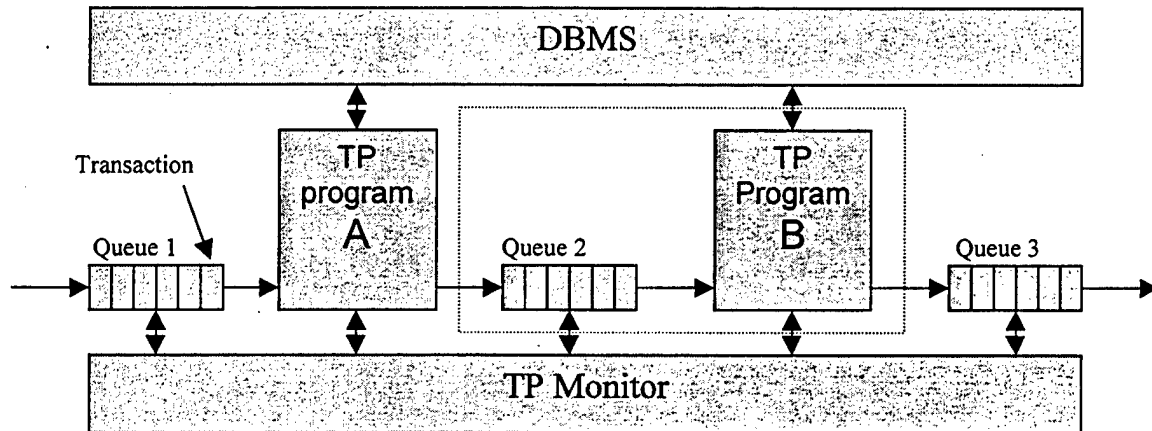 DBMS
Transaction
TP
program
A
TP
Program
B
Queue 1
Queue 2
Queue 3
TP Monitor